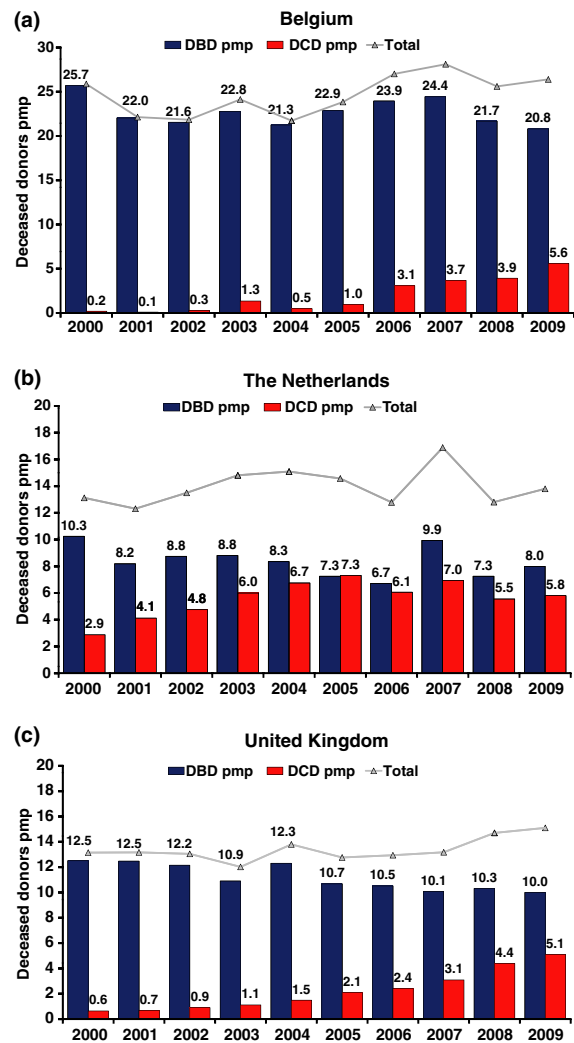 (a)
Belgium
DBD pmp DCD pmp Total
Deceased donors pmp
30
25
20
15
10
5
0
25.7 22.0 21.6 22.8 21.3 22.9 23.9 24.4 21.7 20.8
0.2 0.1 0.3 1.3 0.5 1.0 3.1 3.7 3.9 5.6
2000 2001 2002 2003 2004 2005 2006 2007 2008 2009
(b)
The Netherlands
DBD pmp DCD pmp Total
Deceased donors pmp
20
18
16
14
12
10
8
6
4
2
0
10.3 8.2 8.8 8.8 8.3 7.3 6.7 9.9 7.3 8.0
2.9 4.1 4.8 6.0 6.7 7.3 6.1 7.0 5.5 5.8
2000 2001 2002 2003 2004 2005 2006 2007 2008 2009
(c)
United Kingdom
DBD pmp DCD pmp Total
Deceased donors pmp
20
18
16
14
12
10
8
6
4
2
0
12.5 12.5 12.2 10.9 12.3 10.7 10.5 10.1 10.3 10.0
0.6 0.7 0.9 1.1 1.5 2.1 2.4 3.1 4.4 5.1
2000 2001 2002 2003 2004 2005 2006 2007 2008 2009